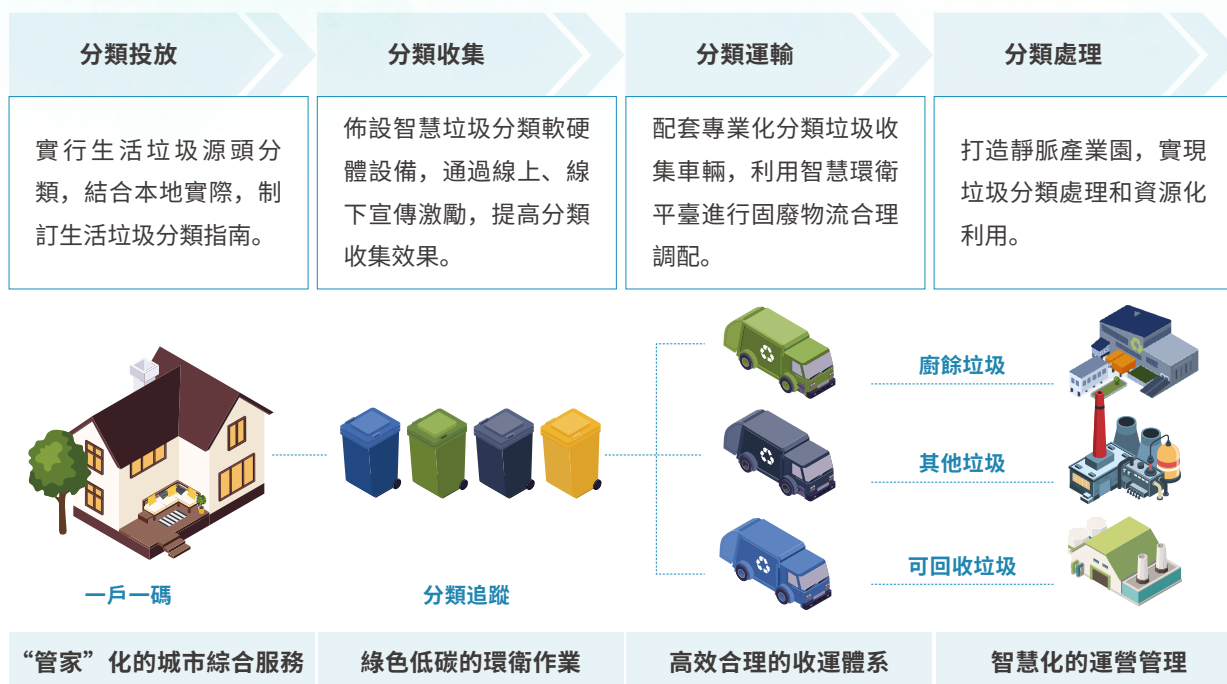 分類投放
分類收集
分類運輸
分類處理
實行生活垃圾源頭分
類，結合本地實際，制
訂生活垃圾分類指南。
佈設智慧垃圾分類軟硬
體設備，通過線上、線
下宣傳激勵，提高分類
收集效果。
配套專業化分類垃圾收
集車輛，利用智慧環衛
平臺進行固廢物流合理
調配。
打造靜脈產業園，實現
垃圾分類處理和資源化
利用。
廚餘垃圾
其他垃圾
可回收垃圾
一戶一碼
分類追蹤
“管家”化的城市綜合服務
綠色低碳的環衛作業
高效合理的收運體系
智慧化的運營管理